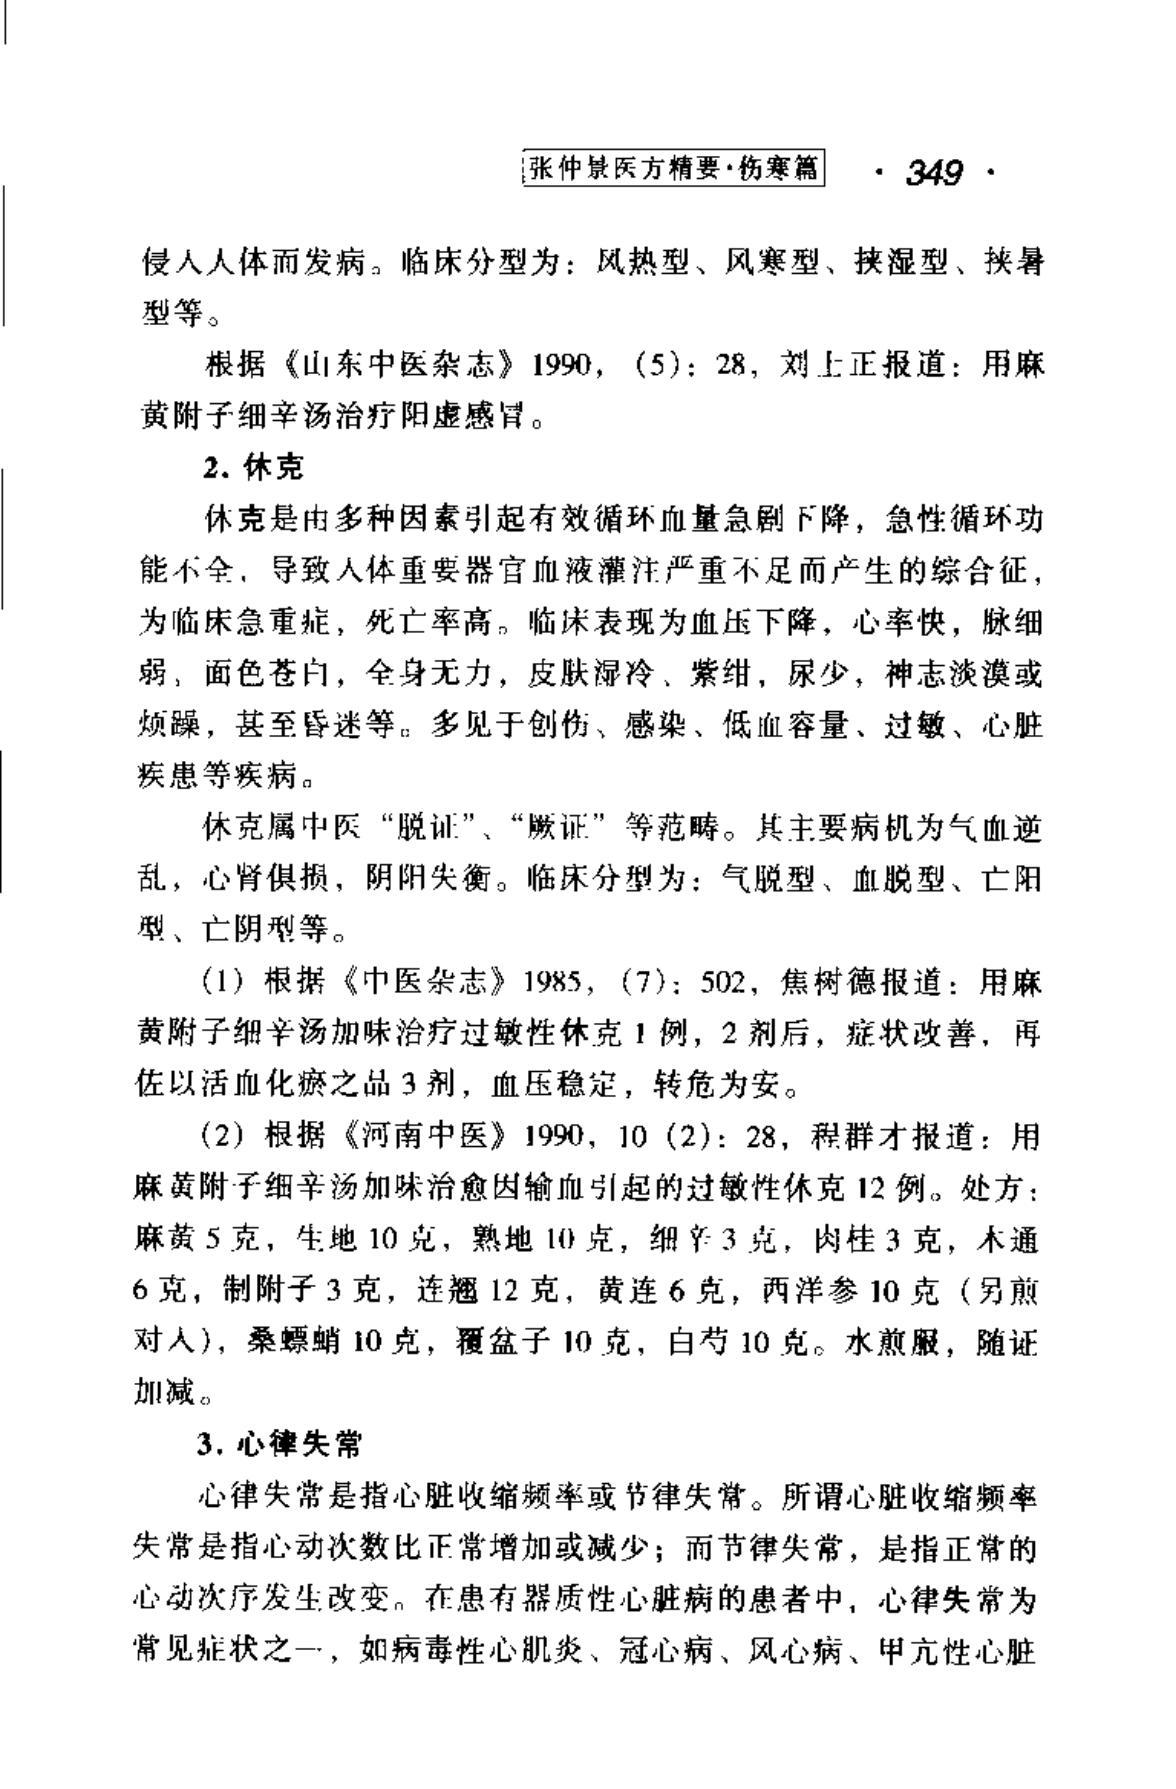 张仲景医方精要·伤寒篇 · 349 ·
侵入人体而发病。临床分型为：风热型、风寒型、挟湿型、挟暑
型等。
根据《山东中医杂志》1990，（5）：28，刘上正报道：用麻
黄附子细辛汤治疗阳虚感冒。
2. 休克
休克是由多种因素引起有效循环血量急剧下降，急性循环功
能不全，导致人体重要器官血液灌注严重不足而产生的综合征，
为临床急重症，死亡率高。临床表现为血压下降，心率快，脉细
弱，面色苍白，全身无力，皮肤湿冷、紫绀，尿少，神志淡漠或
烦躁，甚至昏迷等。多见于创伤、感染、低血容量、过敏、心脏
疾患等疾病。
休克属中医“脱证”、“厥证”等范畴。其主要病机为气血逆
乱，心肾俱损，阴阳失衡。临床分型为：气脱型、血脱型、亡阳
型、亡阴型等。
（1）根据《中医杂志》1985，（7）：502，焦树德报道：用麻
黄附子细辛汤加味治疗过敏性休克 1 例，2 剂后，症状改善，再
佐以活血化瘀之品 3 剂，血压稳定，转危为安。
（2）根据《河南中医》1990，10（2）：28，程群才报道：用
麻黄附子细辛汤加味治愈因输血引起的过敏性休克 12 例。处方：
麻黄 5 克，生地 10 克，熟地 10 克，细辛 3 克，肉桂 3 克，木通
6 克，制附子 3 克，连翘 12 克，黄连 6 克，西洋参 10 克（另煎
对入），桑螵蛸 10 克，覆盆子 10 克，白芍 10 克。水煎服，随证
加减。
3. 心律失常
心律失常是指心脏收缩频率或节律失常。所谓心脏收缩频率
失常是指心动次数比正常增加或减少；而节律失常，是指正常的
心动次序发生改变。在患有器质性心脏病的患者中，心律失常为
常见症状之一，如病毒性心肌炎、冠心病、风心病、甲亢性心脏